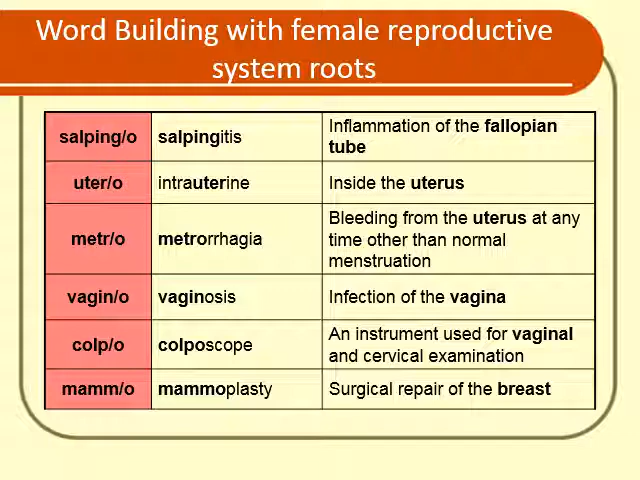 Word Building with female reproductive
system roots
salping/o salpingitis Inflammation of the fallopian
tube
uter/o intrauterine Inside the uterus
metr/o metrorrhagia Bleeding from the uterus at any
time other than normal
menstruation
vagin/o vaginosis Infection of the vagina
colp/o colposcope An instrument used for vaginal
and cervical examination
mamm/o mammoplasty Surgical repair of the breast